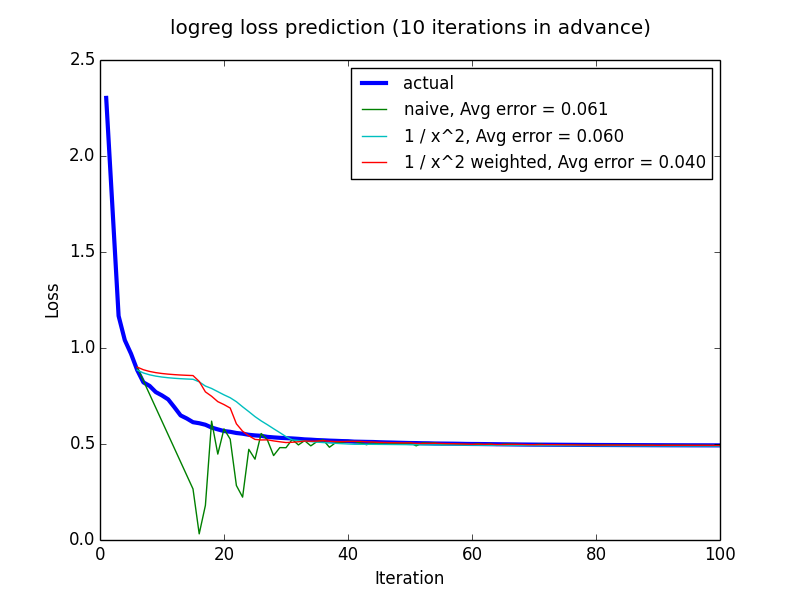 logreg loss prediction (10 iterations in advance)
2.5
2.0
1.5
1.0
0.5
0.0
Loss
actual
naive, Avg error = 0.061
1 / x^2, Avg error = 0.060
1 / x^2 weighted, Avg error = 0.040
0 20 40 60 80 100
Iteration